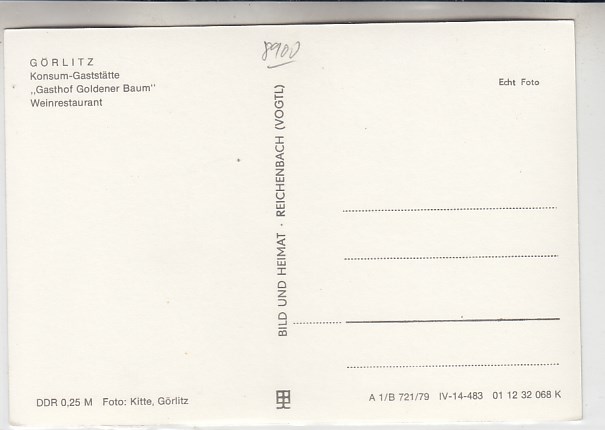 GÖRLITZ
Konsum-Gaststätte
„Gasthof Goldener Baum"
Weinrestaurant
8900
Echt Foto
BILD UND HEIMAT · REICHENBACH (VOGTL)
DDR 0,25 M Foto: Kitte, Görlitz
A 1/B 721/79 IV-14-483 01 12 32 068 K